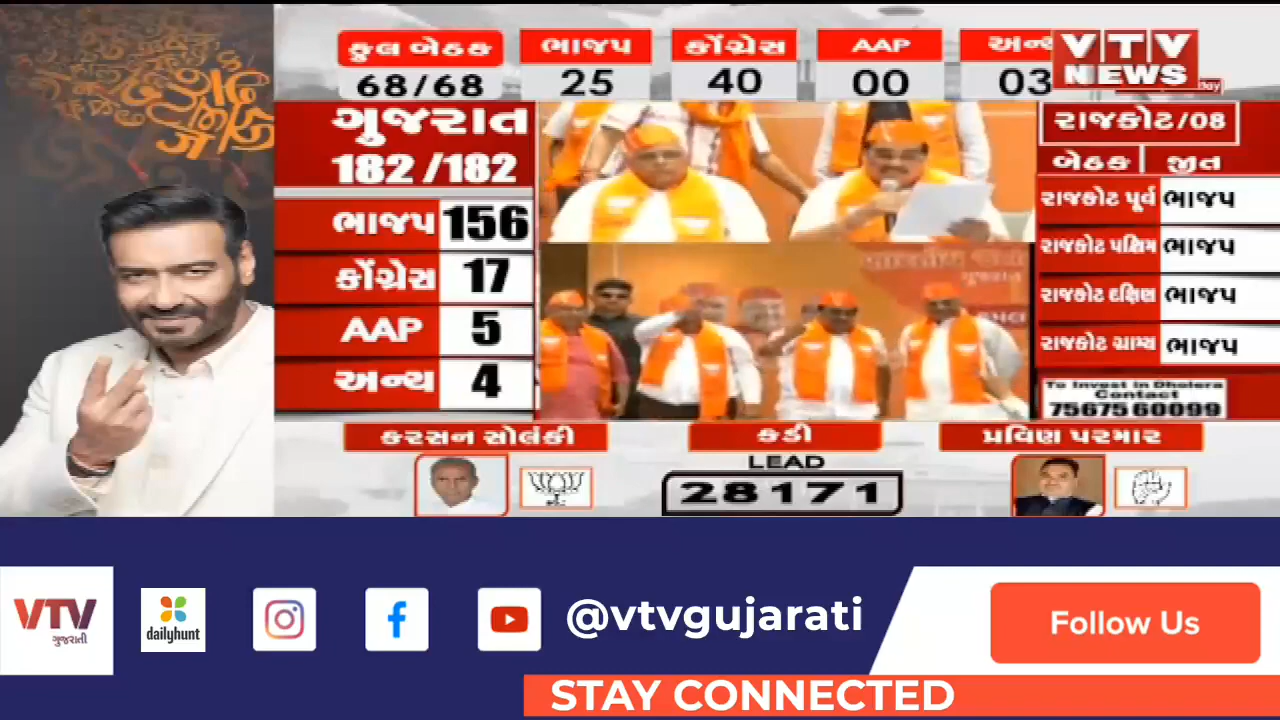 કુલ બેઠક ભાજપ કોંગ્રેસ AAP અન્ય
68/68 25 40 00 03
VTV
NEWS
ગુજરાત
182/182
ભાજપ 156
કોંગ્રેસ 17
AAP 5
અન્ય 4
રાજકોટ/08
બેઠક જીત
રાજકોટ પૂર્વ ભાજપ
રાજકોટ પશ્ચિમ ભાજપ
રાજકોટ દક્ષિણ ભાજપ
રાજકોટ ગ્રામ્ય ભાજપ
To Invest in Dholera
Contact
7567560099
ગુજરાત
કરસન સોલંકી કડી પ્રવિણ પરમાર
LEAD
28171
VTV
ગુજરાતી
dailyhunt
@vtvgujarati
Follow Us
STAY CONNECTED